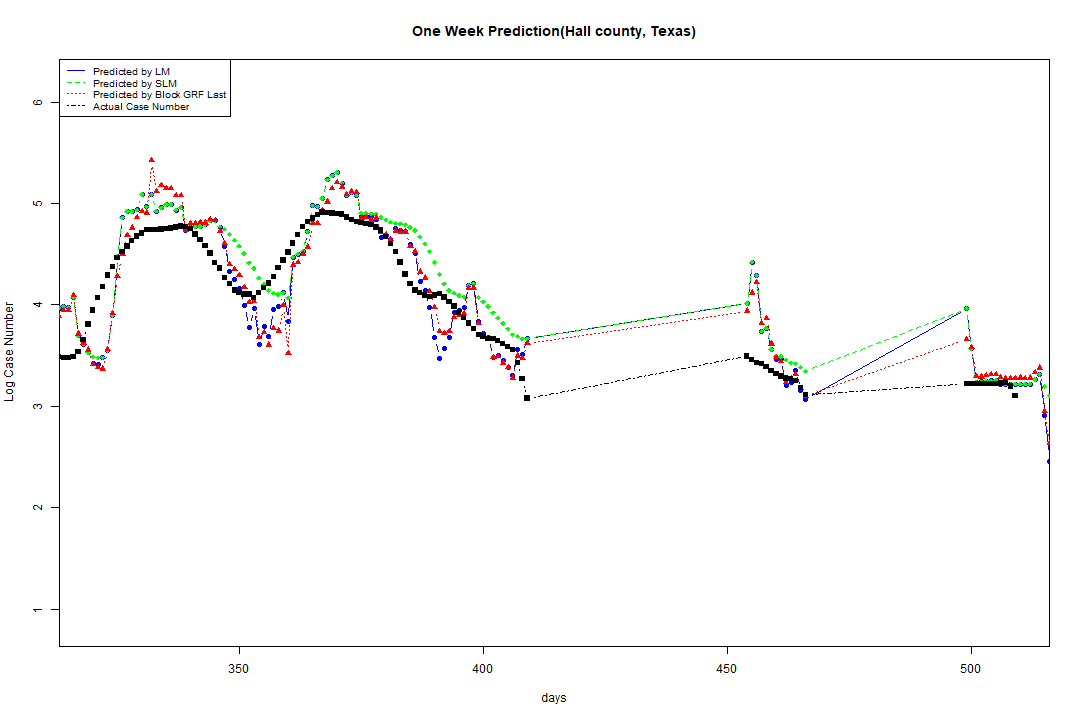 One Week Prediction(Hall county, Texas)
Predicted by LM
Predicted by SLM
Predicted by Block GRF Last
Actual Case Number
6
5
4
3
2
1
Log Case Number
350
400
450
500
days